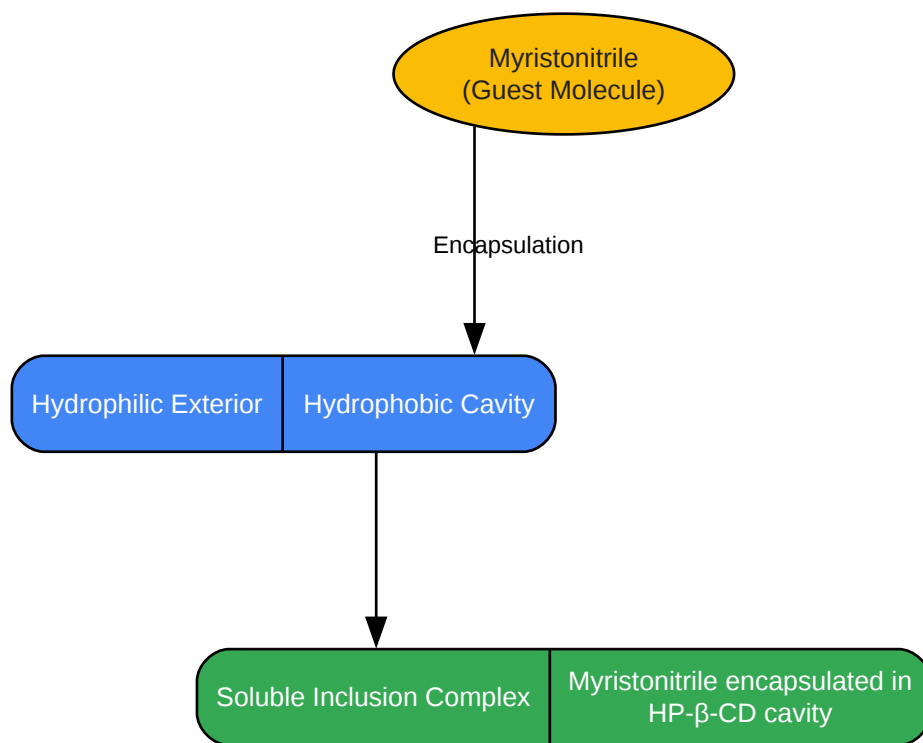 Myristonitrile
(Guest Molecule)
Encapsulation
Hydrophilic Exterior
Hydrophobic Cavity
Soluble Inclusion Complex
Myristonitrile encapsulated in
HP-β-CD cavity